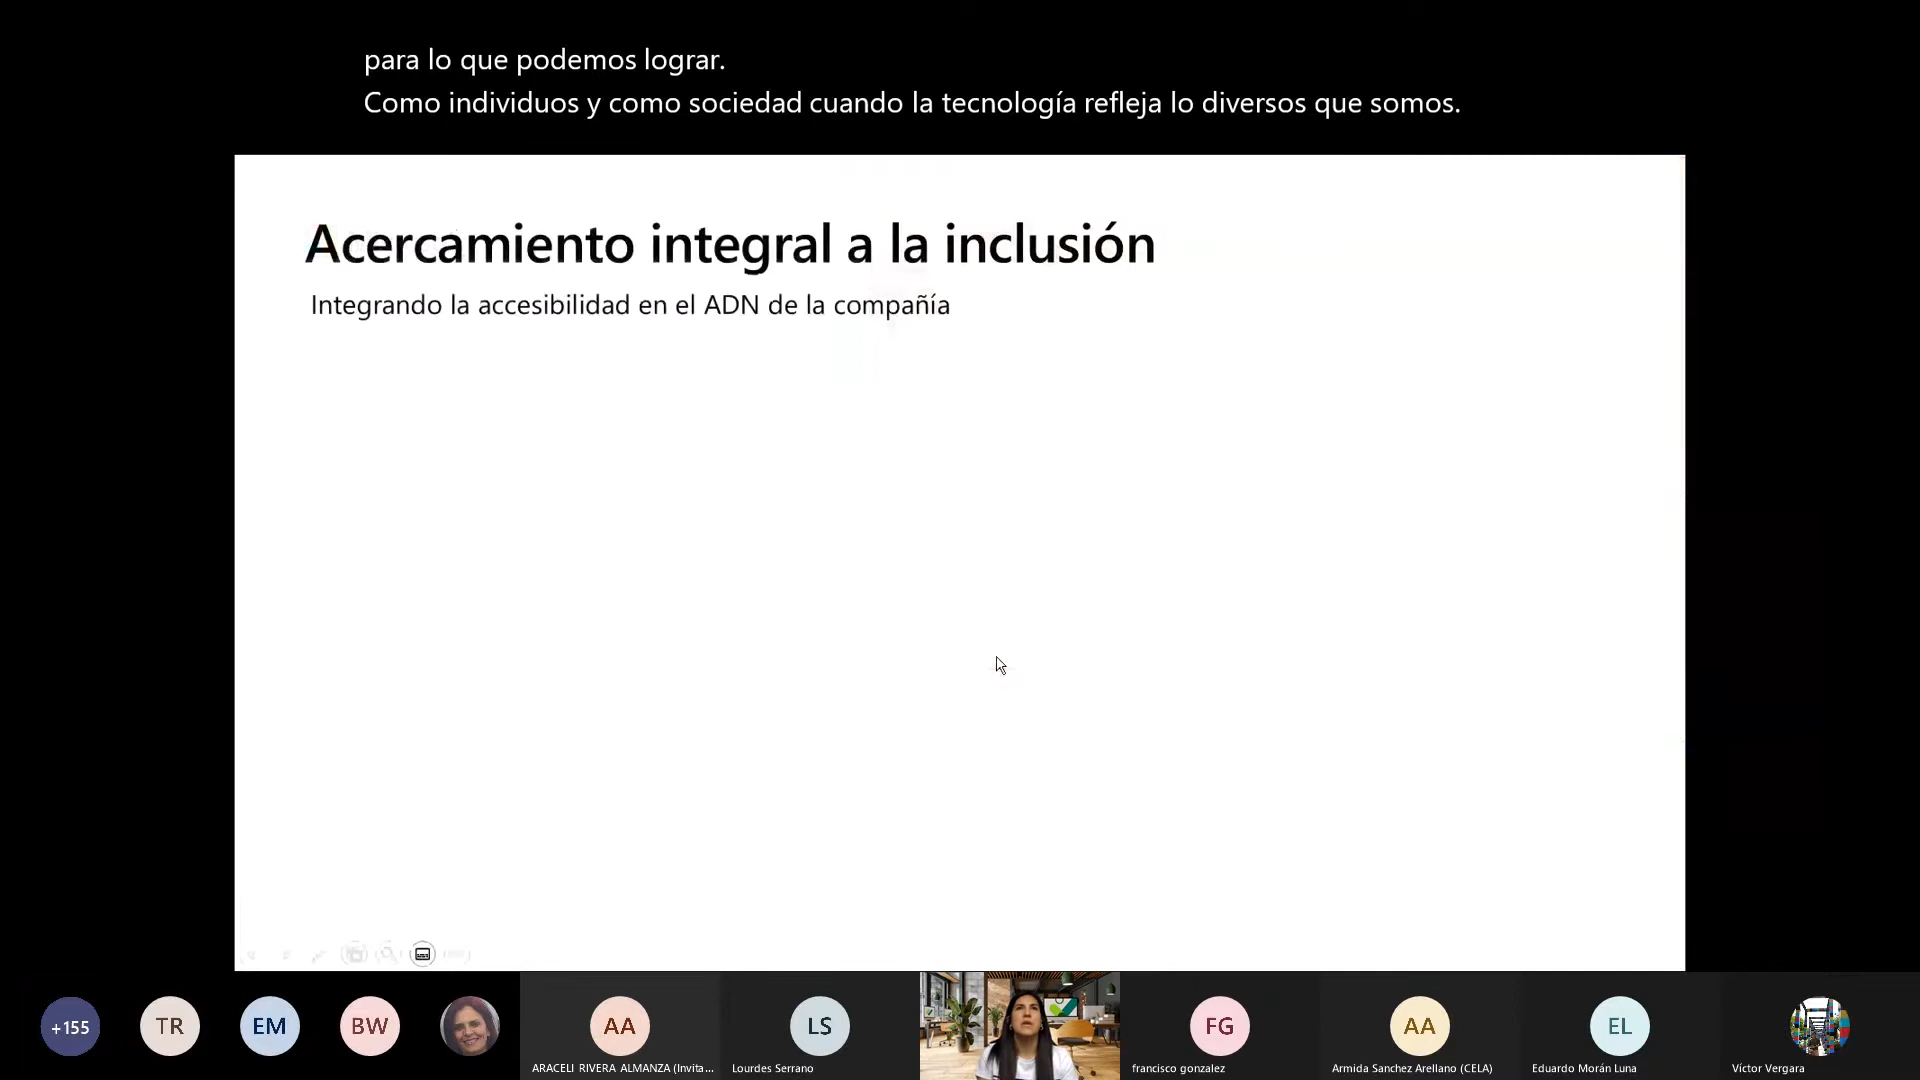 para lo que podemos lograr.
Como individuos y como sociedad cuando la tecnología refleja lo diversos que somos.
Acercamiento integral a la inclusión
Integrando la accesibilidad en el ADN de la compañía
+155
TR
EM
BW
AA
LS
FG
AA
EL
ARACELI RIVERA ALMANZA (Invita...
Lourdes Serrano
francisco gonzalez
Armida Sanchez Arellano (CELA)
Eduardo Morán Luna
Víctor Vergara